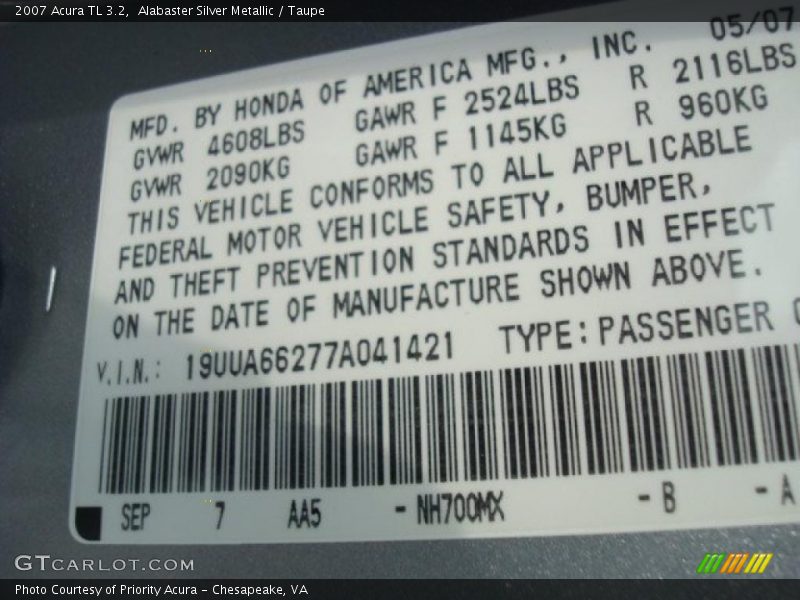 2007 Acura TL 3.2,  Alabaster Silver Metallic / Taupe
05/07
MFD. BY HONDA OF AMERICA MFG., INC.
GVWR 4608LBS GAWR F 2524LBS R 2116LBS
GVWR 2090KG GAWR F 1145KG R 960KG
THIS VEHICLE CONFORMS TO ALL APPLICABLE
FEDERAL MOTOR VEHICLE SAFETY, BUMPER,
AND THEFT PREVENTION STANDARDS IN EFFECT
ON THE DATE OF MANUFACTURE SHOWN ABOVE.
V.I.N.: 19UUA66277A041421 TYPE:PASSENGER
SEP 7 AA5 - NH700MX - B - A
GTCARLOT.COM
Photo Courtesy of Priority Acura – Chesapeake, VA